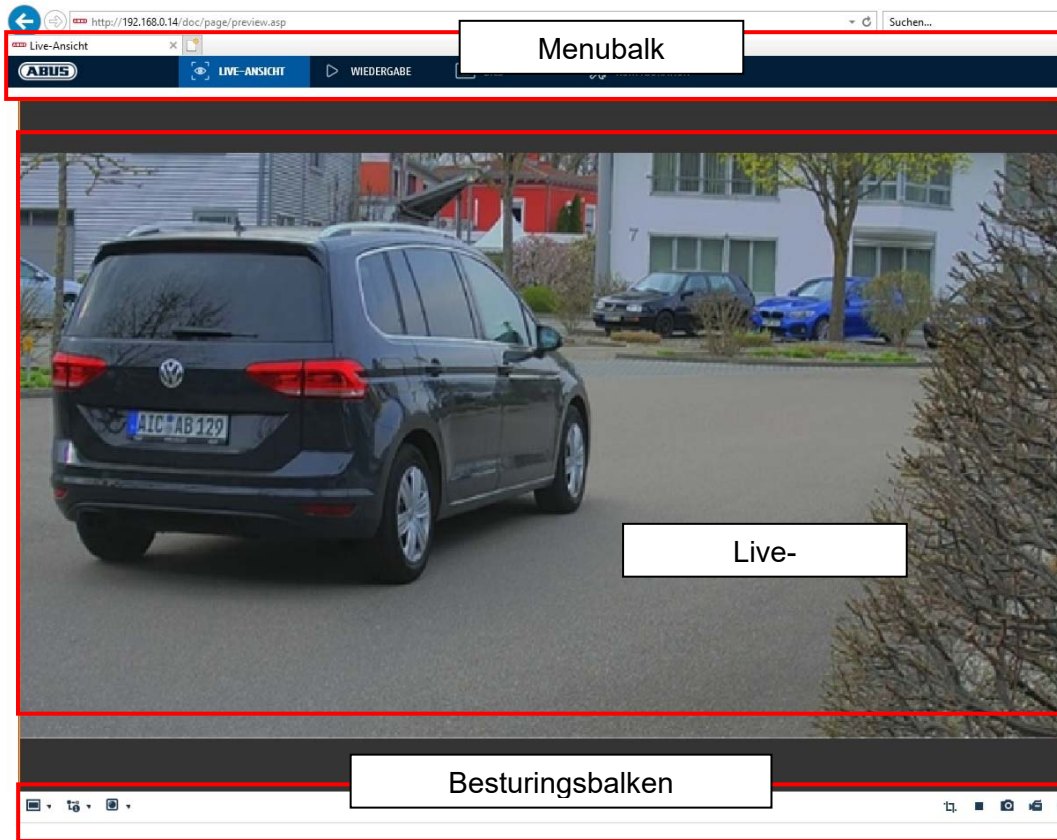 http://192.168.0.14/doc/page/preview.asp
Suchen...
Live-Ansicht
Menubalk
ABUS
LIVE-ANSICHT
WIEDERGABE
7
AIC AB 129
Live-
Besturingsbalken